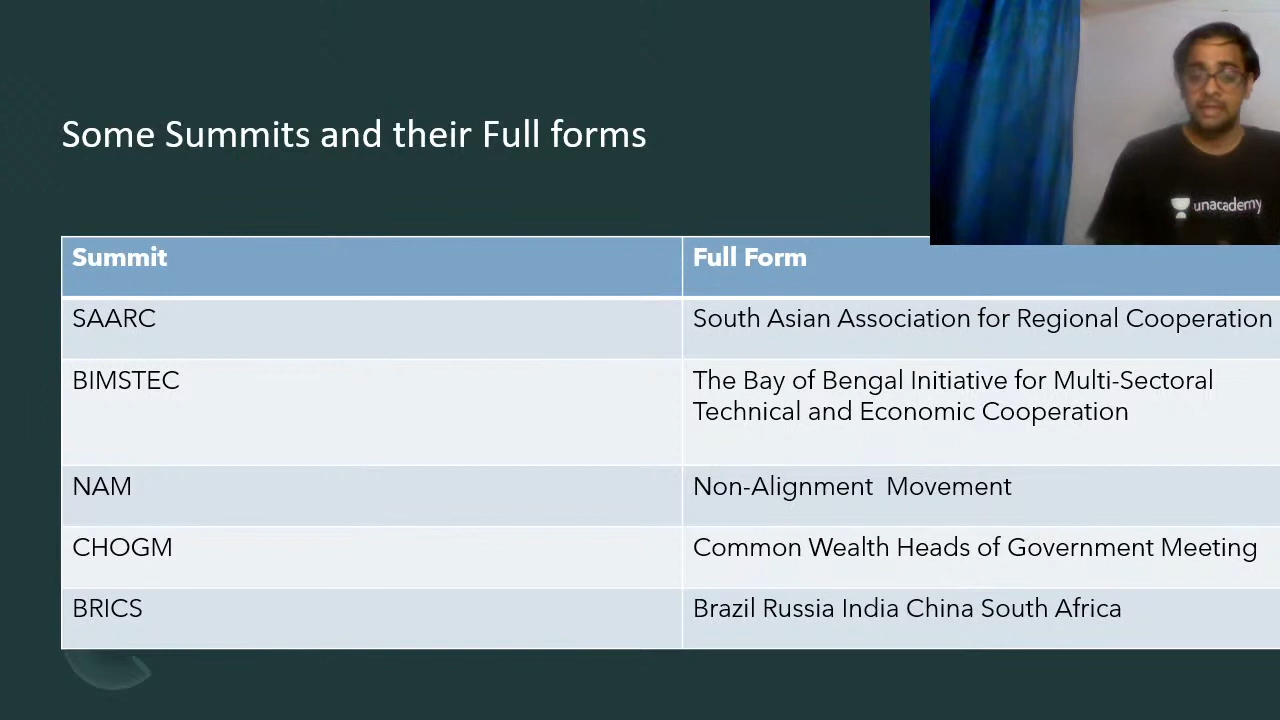 Some Summits and their Full forms
unacademy
Summit
Full Form
SAARC
South Asian Association for Regional Cooperation
BIMSTEC
The Bay of Bengal Initiative for Multi-Sectoral
Technical and Economic Cooperation
NAM
Non-Alignment  Movement
CHOGM
Common Wealth Heads of Government Meeting
BRICS
Brazil Russia India China South Africa